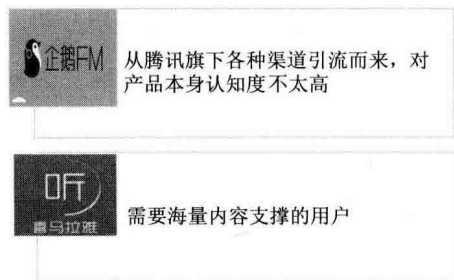 企鹅FM
从腾讯旗下各种渠道引流而来，对
产品本身认知度不太高
听
喜马拉雅
需要海量内容支撑的用户